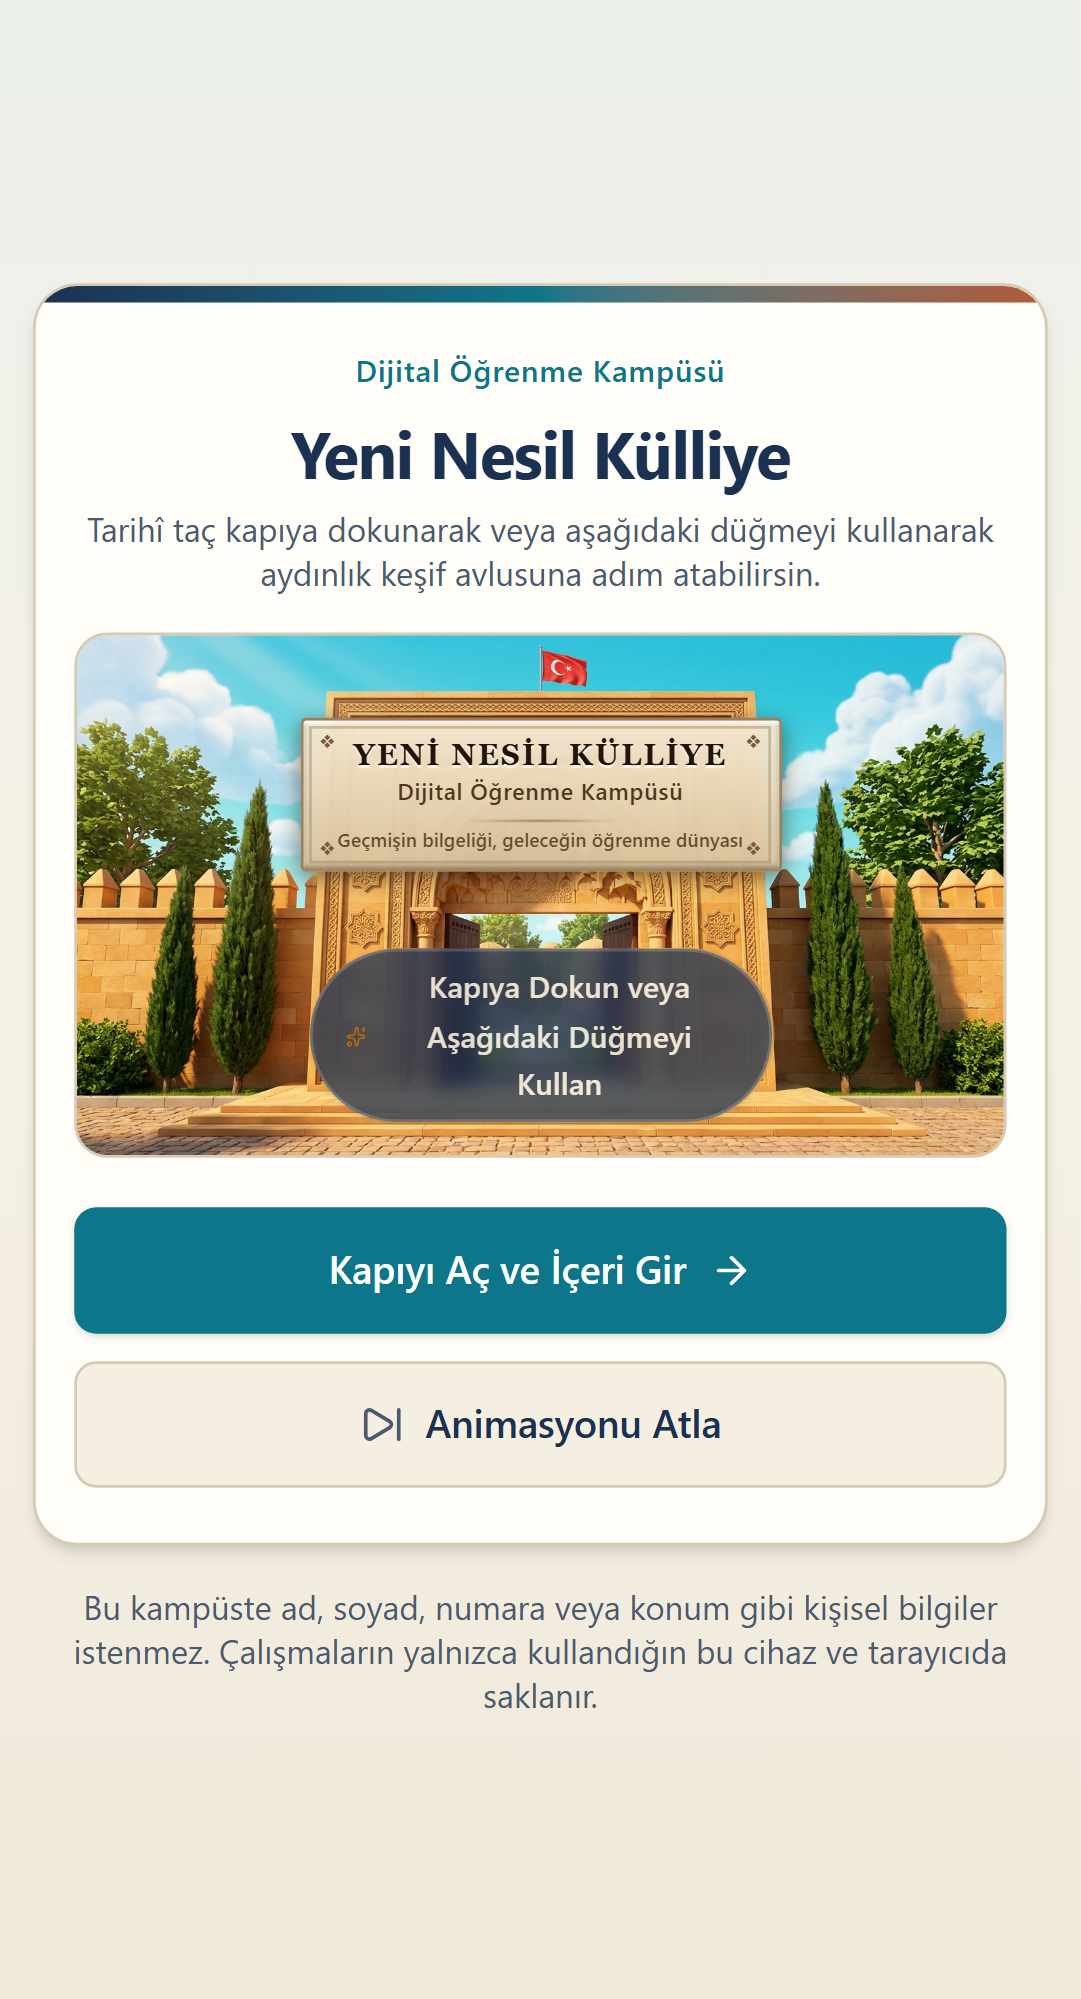 Dijital Öğrenme Kampüsü
Yeni Nesil Külliye
Tarihî taç kapıya dokunarak veya aşağıdaki düğmeyi kullanarak
aydınlık keşif avlusuna adım atabilirsin.
YENİ NESİL KÜLLİYE
Dijital Öğrenme Kampüsü
Geçmişin bilgeliği, geleceğin öğrenme dünyası
Kapıya Dokun veya
Aşağıdaki Düğmeyi
Kullan
Kapıyı Aç ve İçeri Gir
Animasyonu Atla
Bu kampüste ad, soyad, numara veya konum gibi kişisel bilgiler
istenmez. Çalışmaların yalnızca kullandığın bu cihaz ve tarayıcıda
saklanır.